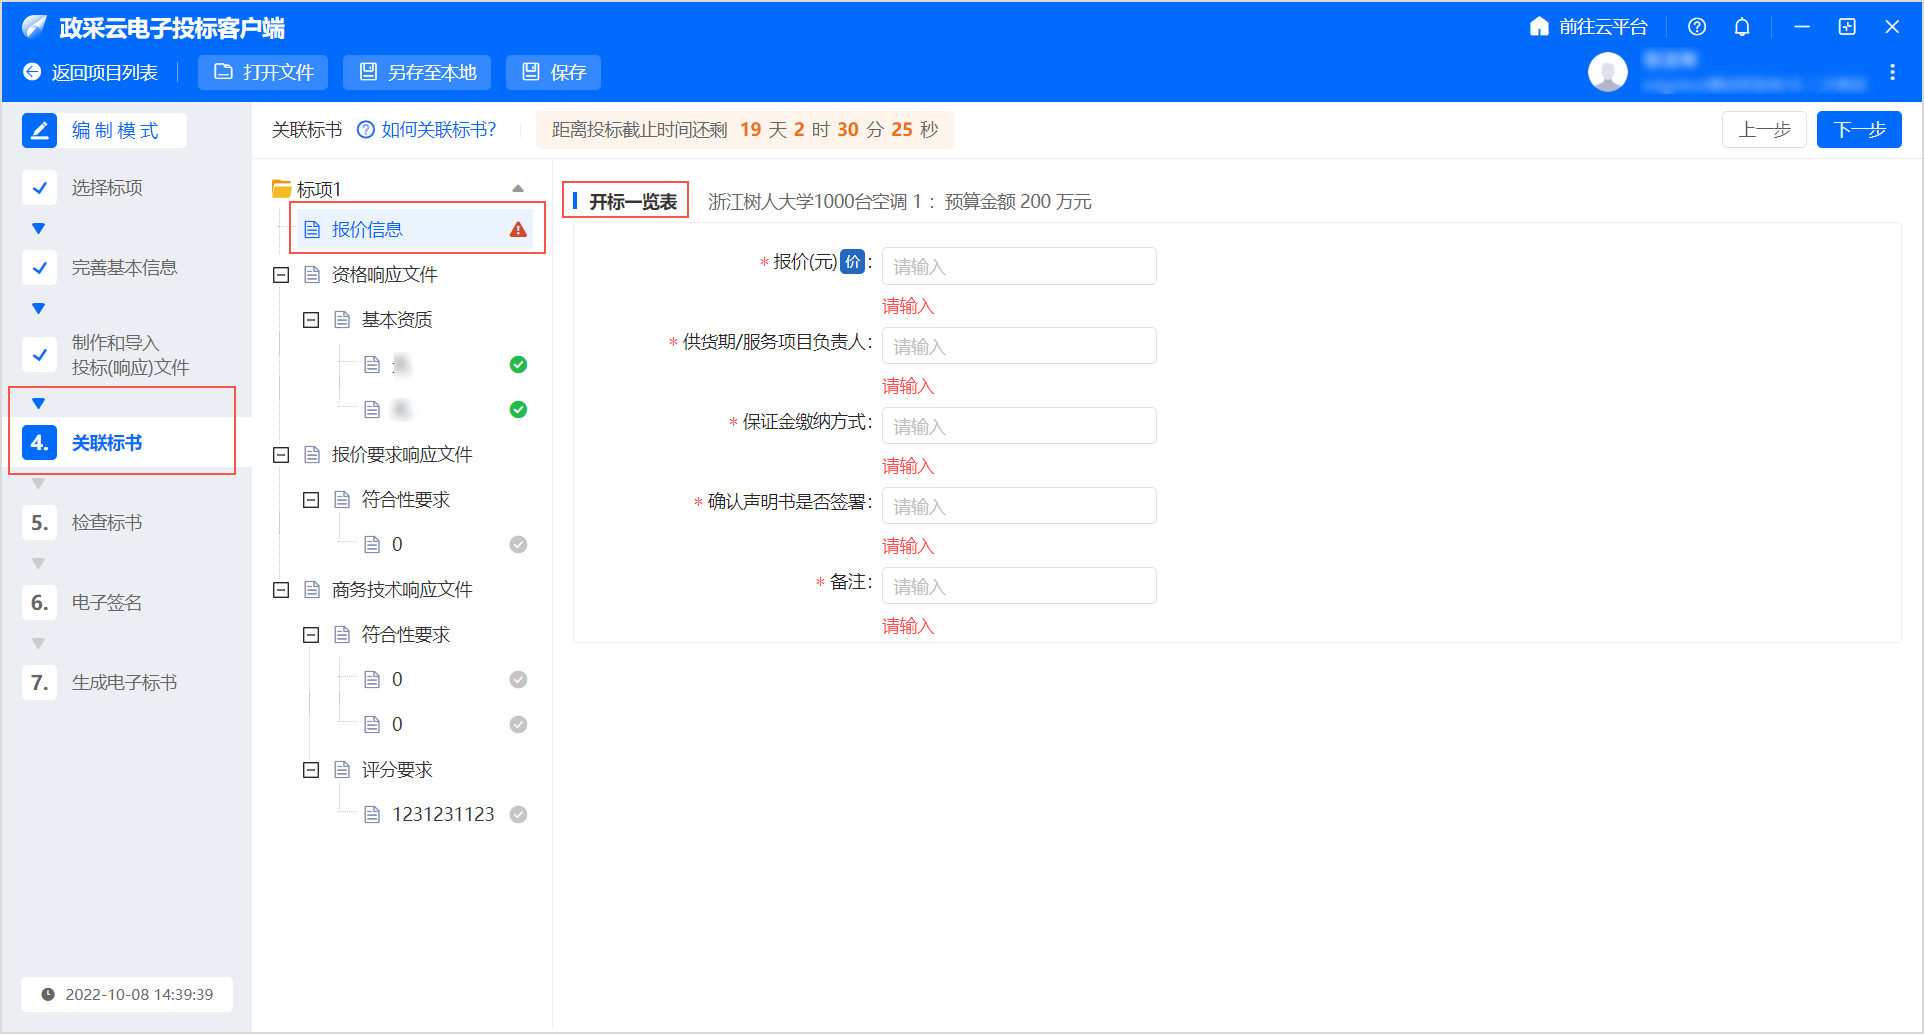 政采云电子投标客户端
前往云平台
返回项目列表
打开文件
另存至本地
保存
编制模式
选择标项
完善基本信息
制作和导入
投标(响应)文件
4. 关联标书
5. 检查标书
6. 电子签名
7. 生成电子标书
2022-10-08 14:39:39
关联标书
如何关联标书?
距离投标截止时间还剩 19 天 2 时 30 分 25 秒
上一步
下一步
标项1
报价信息
资格响应文件
基本资质
报价要求响应文件
符合性要求
0
商务技术响应文件
符合性要求
0
0
评分要求
1231231123
开标一览表
浙江树人大学1000台空调 1 : 预算金额 200 万元
* 报价(元) 价 :
请输入
请输入
* 供货期/服务项目负责人:
请输入
请输入
* 保证金缴纳方式:
请输入
请输入
* 确认声明书是否签署:
请输入
请输入
* 备注:
请输入
请输入